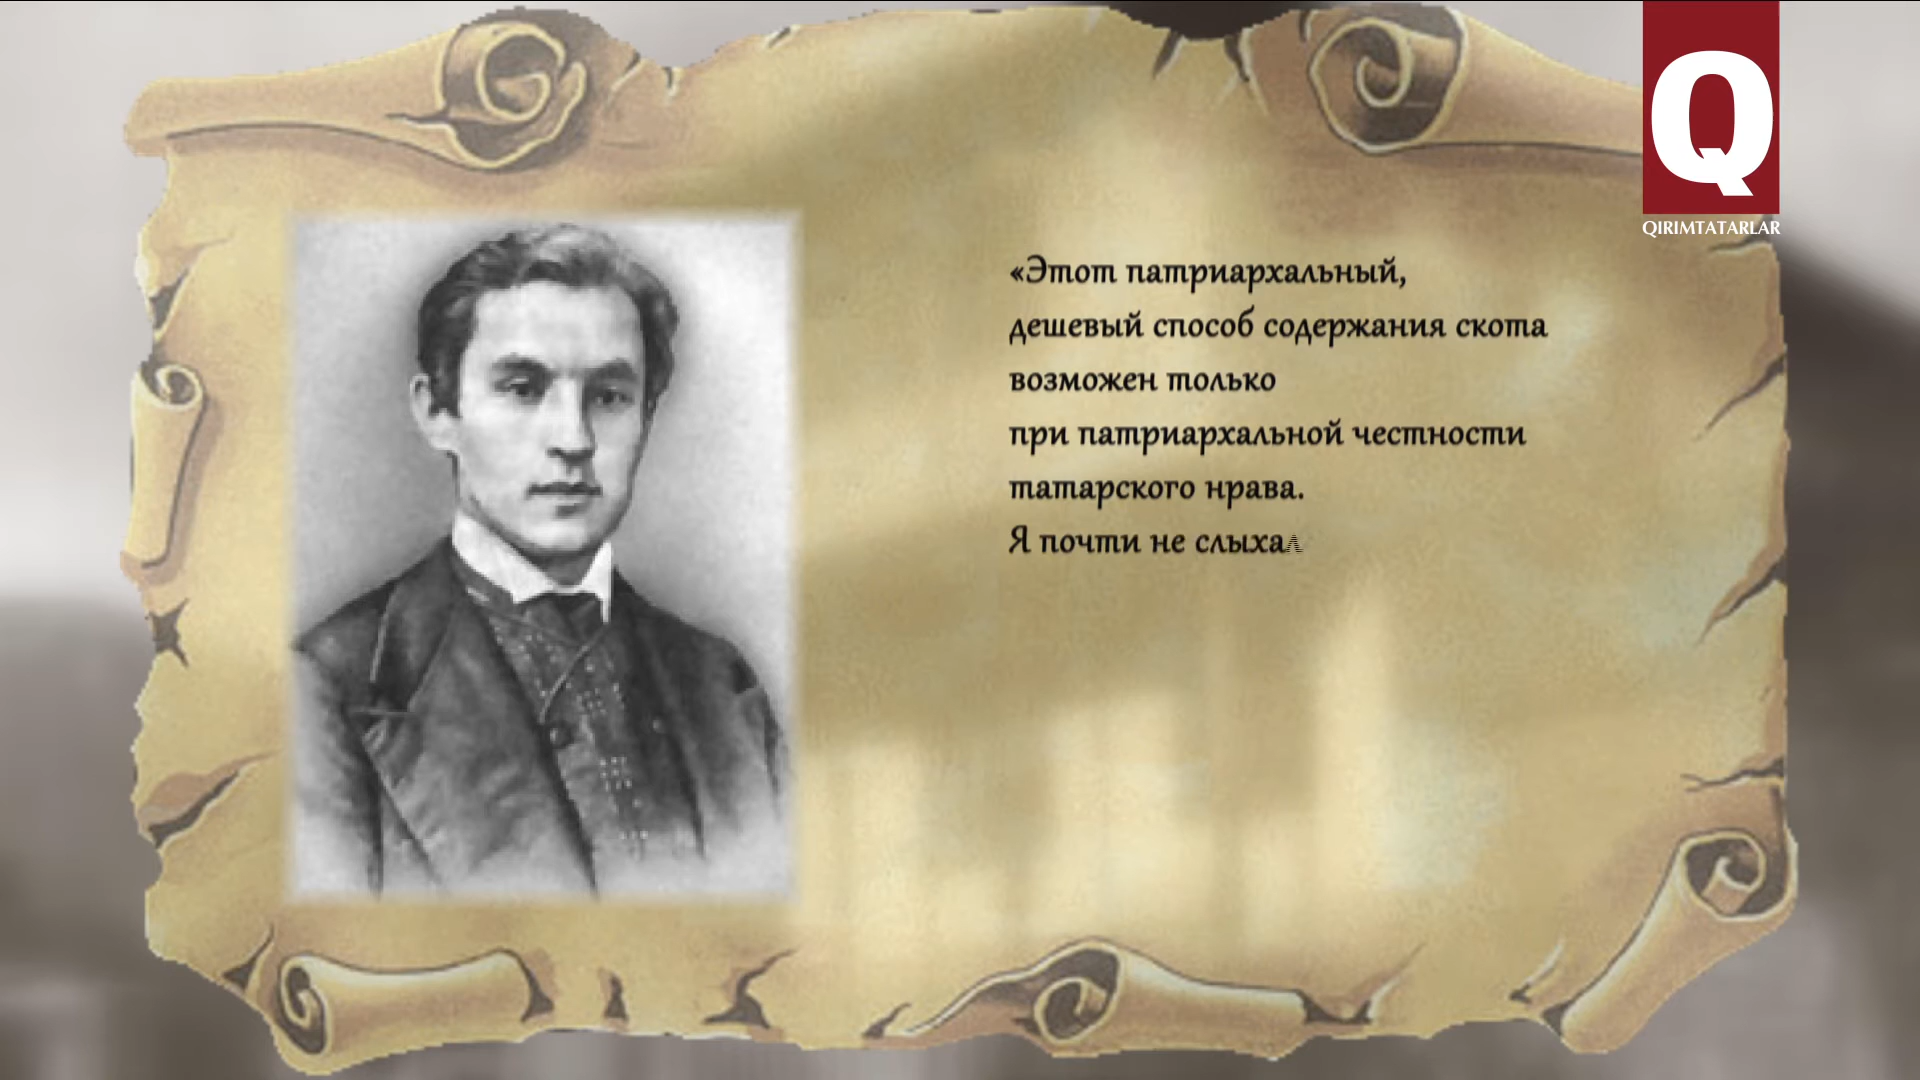 Q
QIRIMTATARLAR
«Этот патриархальный,
дешевый способ содержания скота
возможен только
при патриархальной честности
татарского нрава.
Я почти не слыхал